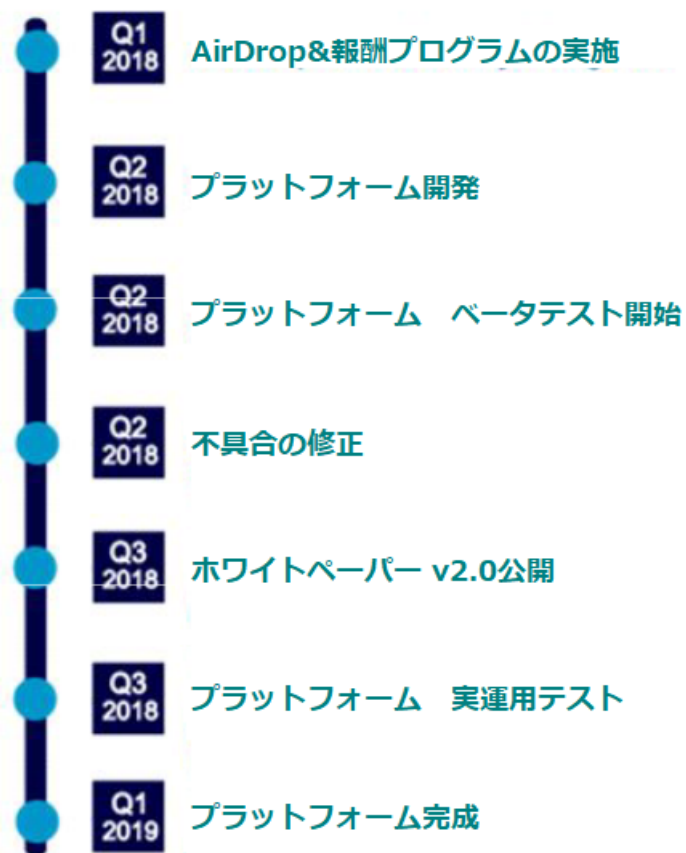 Q1
2018
AirDrop&報酬プログラムの実施
Q2
2018
プラットフォーム開発
Q2
2018
プラットフォーム　ベータテスト開始
Q2
2018
不具合の修正
Q3
2018
ホワイトペーパー v2.0公開
Q3
2018
プラットフォーム　実運用テスト
Q1
2019
プラットフォーム完成